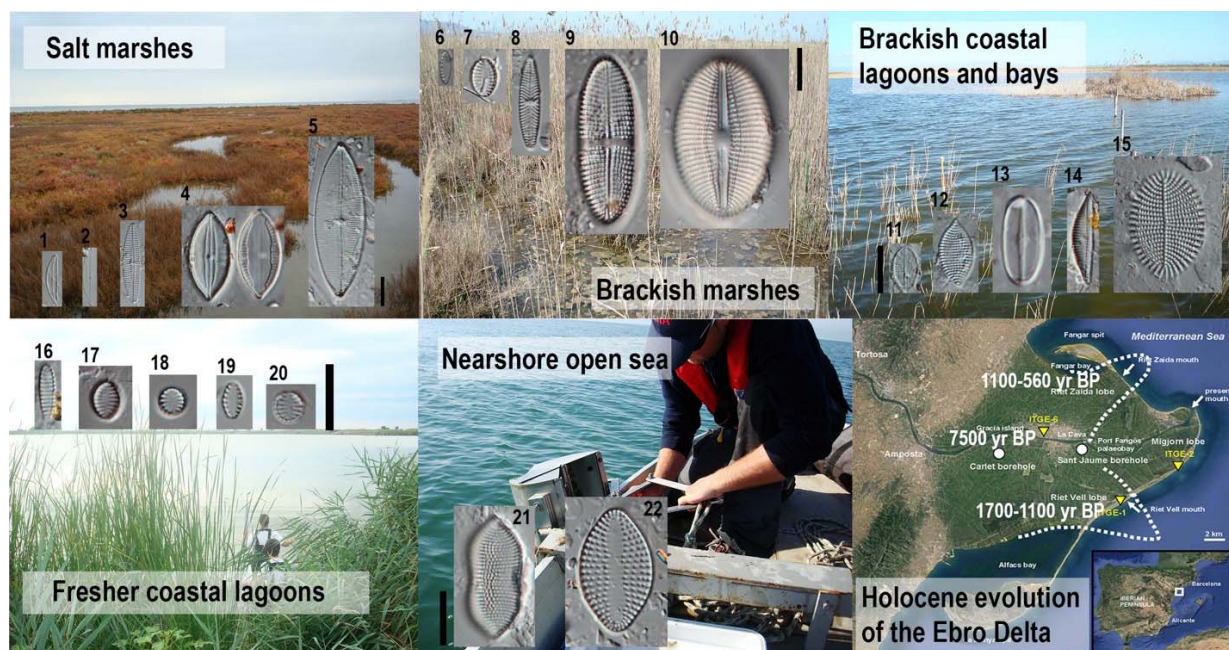 Salt marshes
1
2
3
4
5
6
7
8
9
10
Brackish marshes
Brackish coastal
lagoons and bays
11
12
13
14
15
16
17
18
19
20
Fresher coastal lagoons
Nearshore open sea
21
22
Fangar spit
Mediterranean Sea
Tortosa
Fangar bay
Riet Zaida mouth
1100-560 yr BP
Riet Zaida lobe
present
mouth
Gracia island
ITGE-6
La Cava
7500 yr BP
Port Fangós
palaeobay
Migjorn lobe
Amposta
Carlet borehole
Sant Jaume borehole
ITGE-2
Riet Vell lobe
1700-1100 yr BP
ITGE-1
Riet Vell mouth
2 km
Alfacs bay
Holocene evolution
of the Ebro Delta
Barcelona
IBERIAN
PENINSULA
Alicante